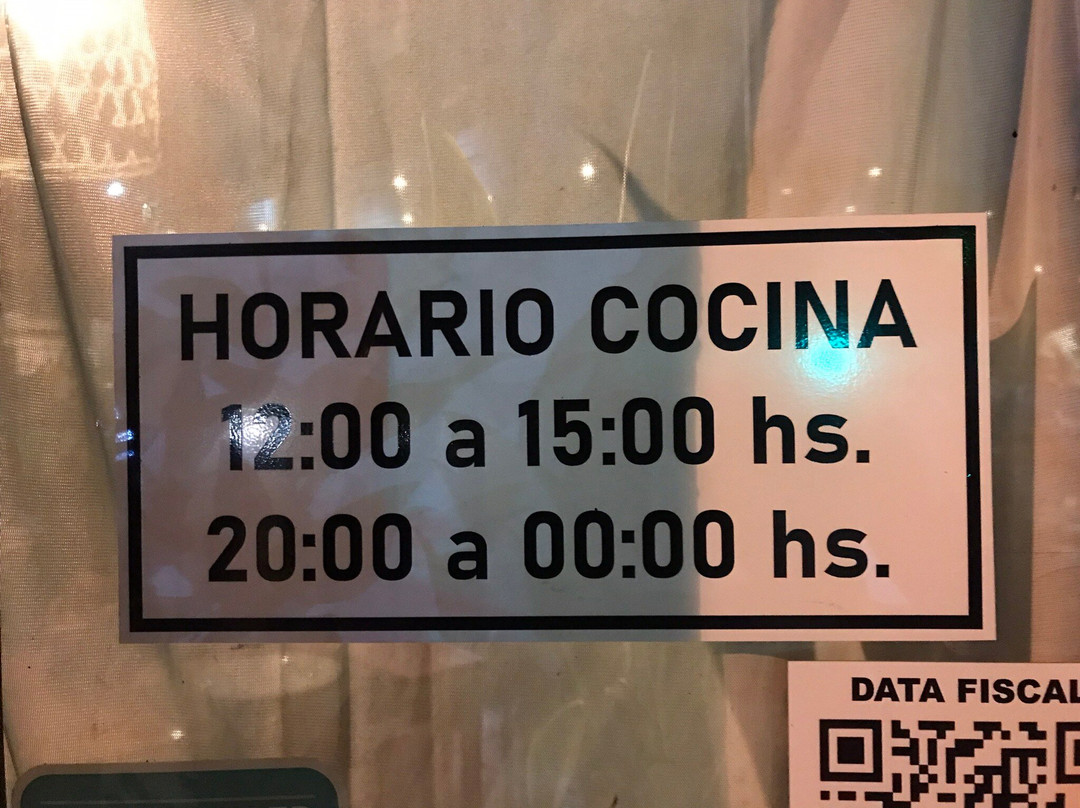 HORARIO COCINA
12:00 a 15:00 hs.
20:00 a 00:00 hs.
DATA FISCAL